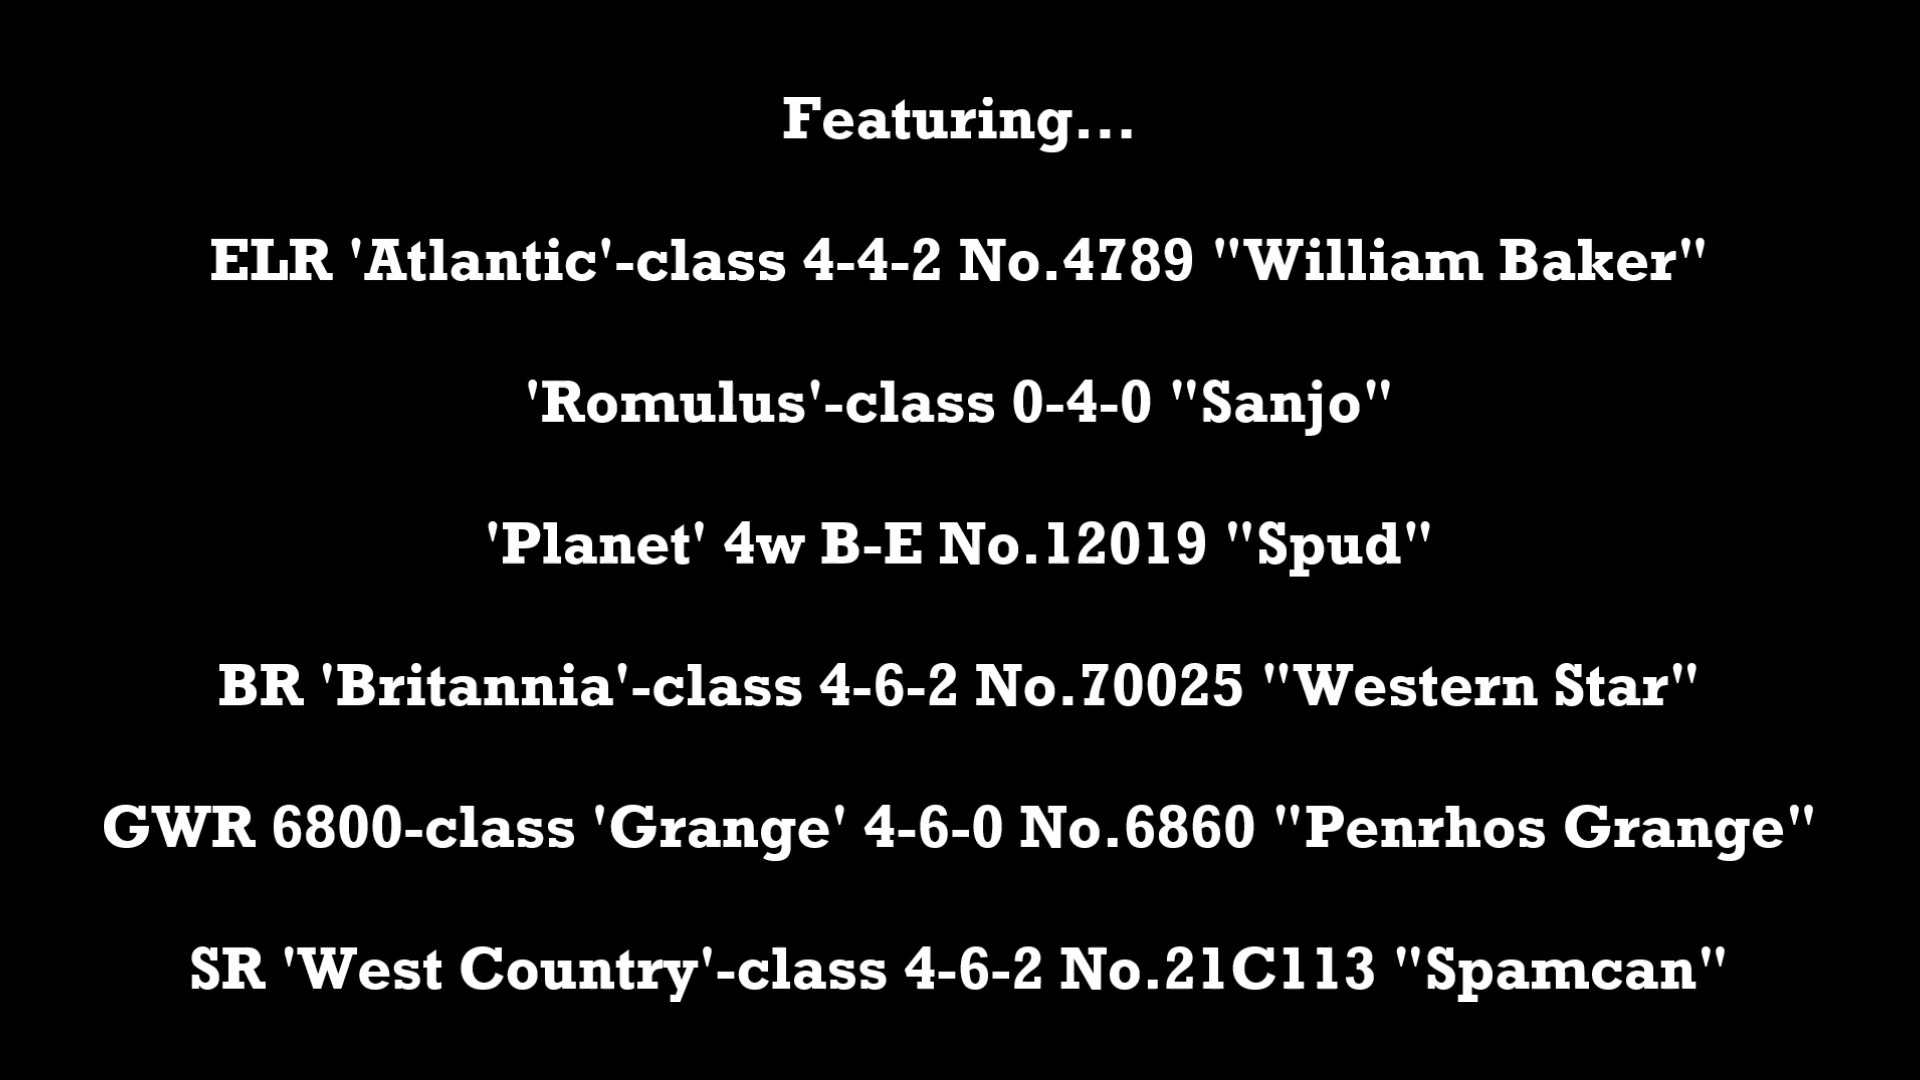 Featuring...
ELR 'Atlantic'-class 4-4-2 No.4789 "William Baker"
'Romulus'-class 0-4-0 "Sanjo"
'Planet' 4w B-E No.12019 "Spud"
BR 'Britannia'-class 4-6-2 No.70025 "Western Star"
GWR 6800-class 'Grange' 4-6-0 No.6860 "Penrhos Grange"
SR 'West Country'-class 4-6-2 No.21C113 "Spamcan"